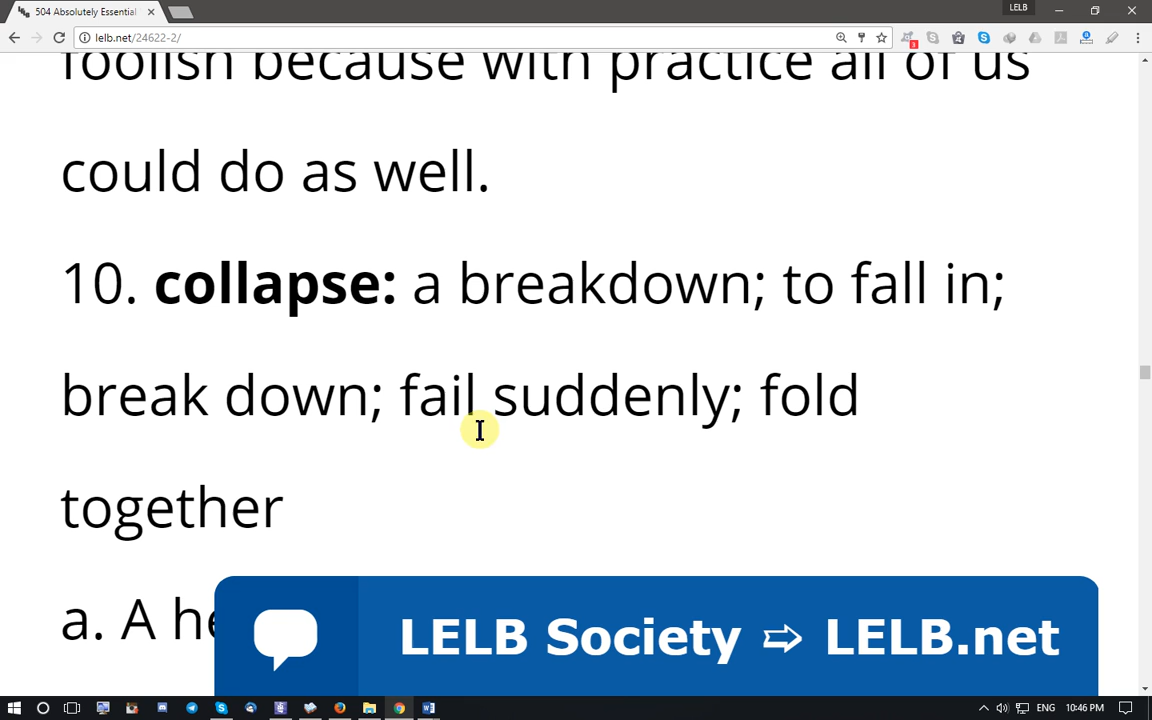 504 Absolutely Essential
LELB
lelb.net/24622-2/
foolish because with practice all of us
could do as well.
10. collapse: a breakdown; to fall in;
break down; fail suddenly; fold
together
a. A he
LELB Society ⇨ LELB.net
ENG 10:46 PM